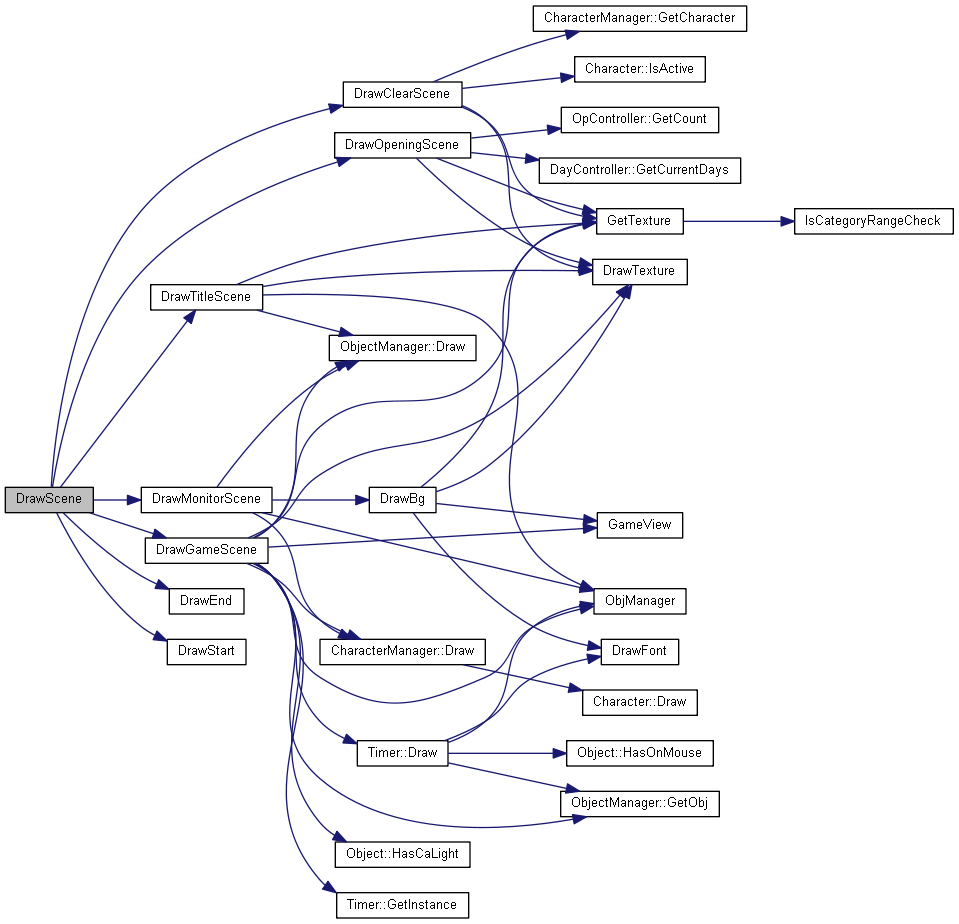 CharacterManager::GetCharacter
Character::IsActive
DrawClearScene
OpController::GetCount
DrawOpeningScene
DayController::GetCurrentDays
GetTexture
IsCategoryRangeCheck
DrawTexture
DrawTitleScene
ObjectManager::Draw
DrawScene
DrawMonitorScene
DrawBg
GameView
DrawGameScene
DrawEnd
ObjManager
DrawStart
CharacterManager::Draw
DrawFont
Character::Draw
Timer::Draw
Object::HasOnMouse
ObjectManager::GetObj
Object::HasCaLight
Timer::GetInstance